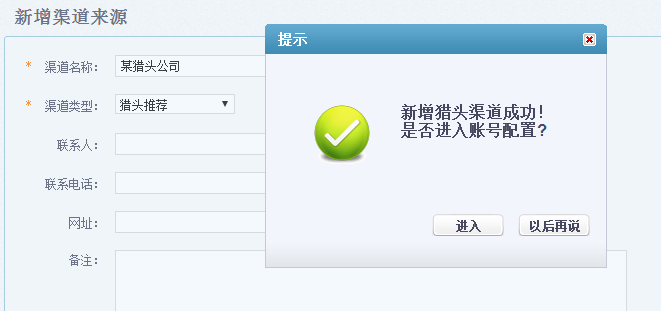 新增渠道来源
提示
* 渠道名称： 某猎头公司
* 渠道类型： 猎头推荐
新增猎头渠道成功！
是否进入账号配置？
联系人：
联系电话：
网址：
进入 以后再说
备注：